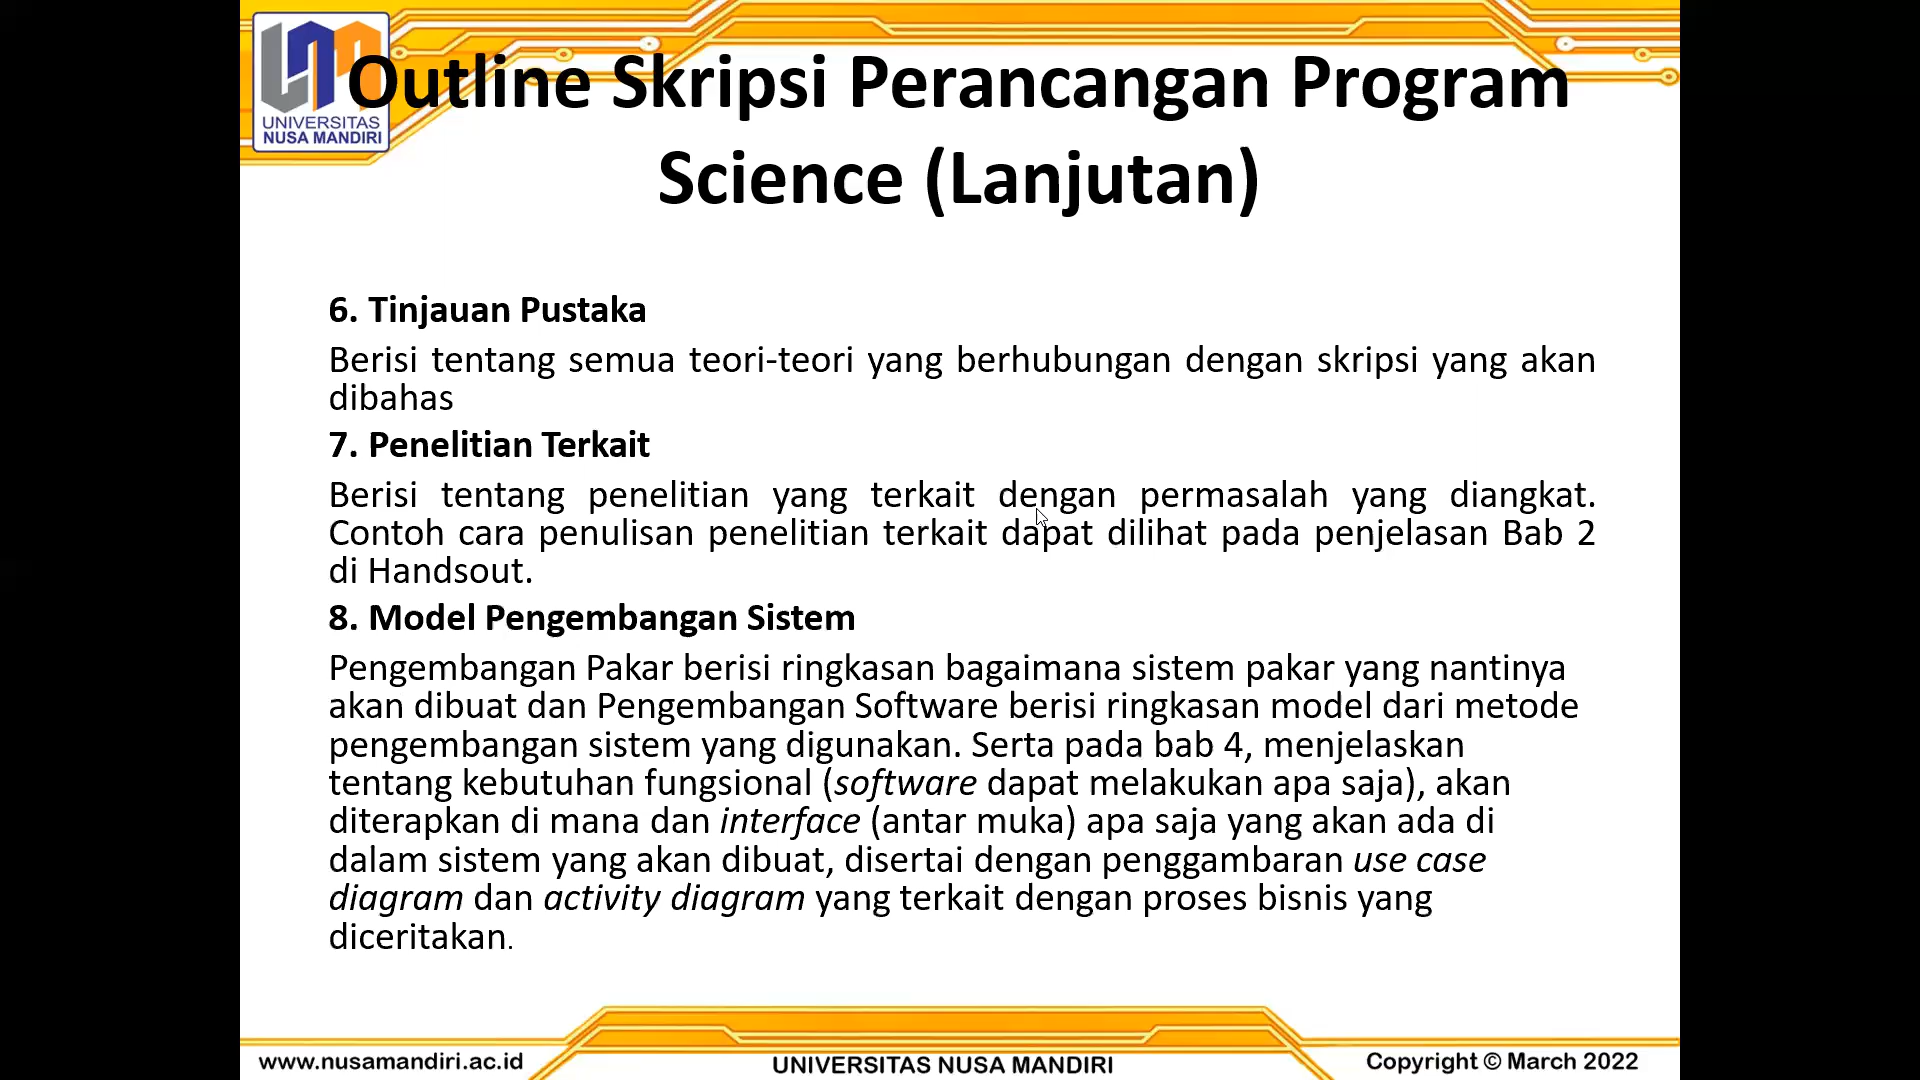 UNIVERSITAS
NUSA MANDIRI
Outline Skripsi Perancangan Program
Science (Lanjutan)
6. Tinjauan Pustaka
Berisi tentang semua teori-teori yang berhubungan dengan skripsi yang akan
dibahas
7. Penelitian Terkait
Berisi tentang penelitian yang terkait dengan permasalah yang diangkat.
Contoh cara penulisan penelitian terkait dapat dilihat pada penjelasan Bab 2
di Handsout.
8. Model Pengembangan Sistem
Pengembangan Pakar berisi ringkasan bagaimana sistem pakar yang nantinya
akan dibuat dan Pengembangan Software berisi ringkasan model dari metode
pengembangan sistem yang digunakan. Serta pada bab 4, menjelaskan
tentang kebutuhan fungsional (software dapat melakukan apa saja), akan
diterapkan di mana dan interface (antar muka) apa saja yang akan ada di
dalam sistem yang akan dibuat, disertai dengan penggambaran use case
diagram dan activity diagram yang terkait dengan proses bisnis yang
diceritakan.
www.nusamandiri.ac.id
UNIVERSITAS NUSA MANDIRI
Copyright © March 2022